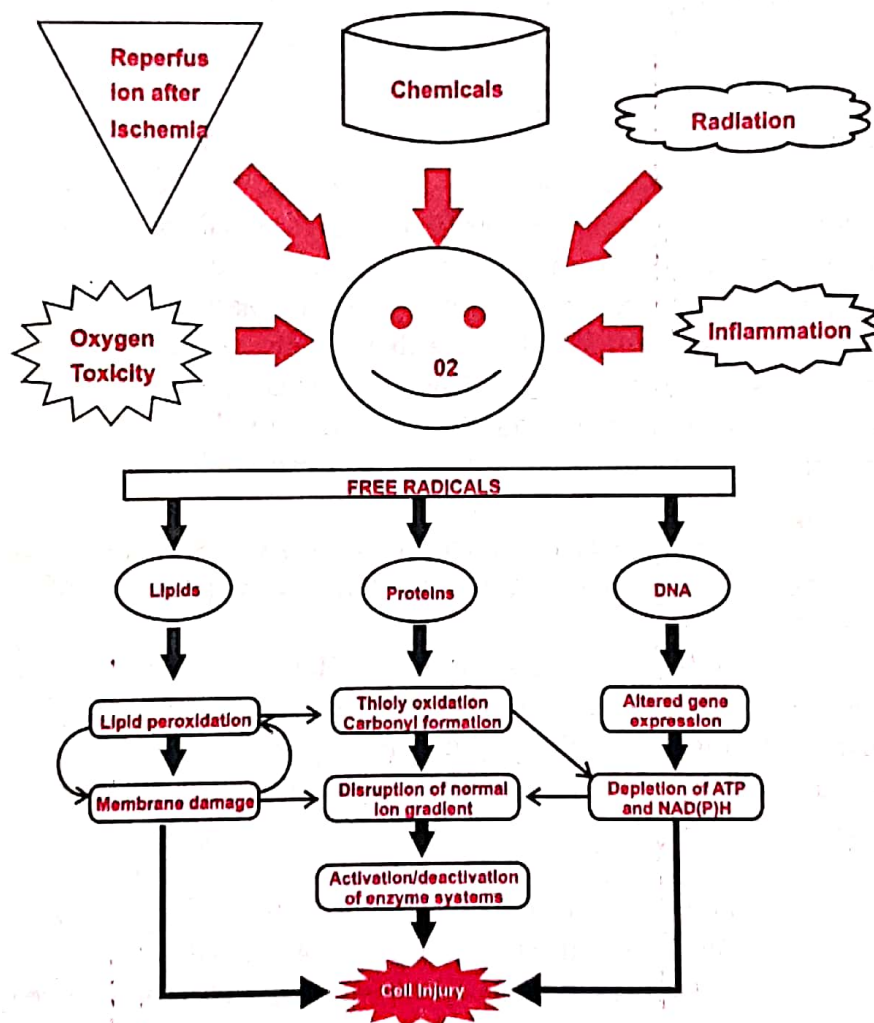 Reperfus
Ion after
Ischemia
Chemicals
Radiation
Oxygen
Toxicity
02
Inflammation
FREE RADICALS
Lipids
Proteins
DNA
Lipid peroxidation
Thioly oxidation
Carbonyl formation
Altered gene
expression
Membrane damage
Disruption of normal
Ion gradient
Depletion of ATP
and NAD(P)H
Activation/deactivation
of enzyme systems
Cell Injury